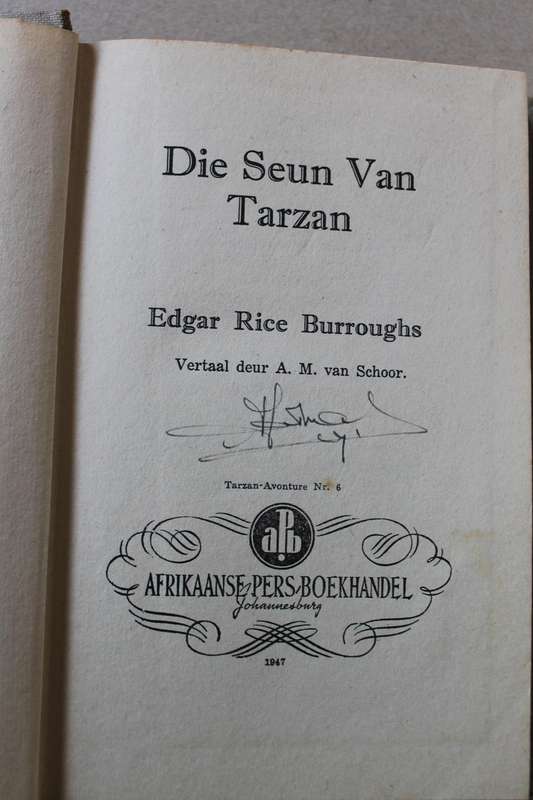 Die Seun Van
Tarzan
Edgar Rice Burroughs
Vertaal deur A. M. van Schoor.
Tarzan-Avonture Nr. 6
aPb
AFRIKAANSE PERS-BOEKHANDEL
Johannesburg
1947